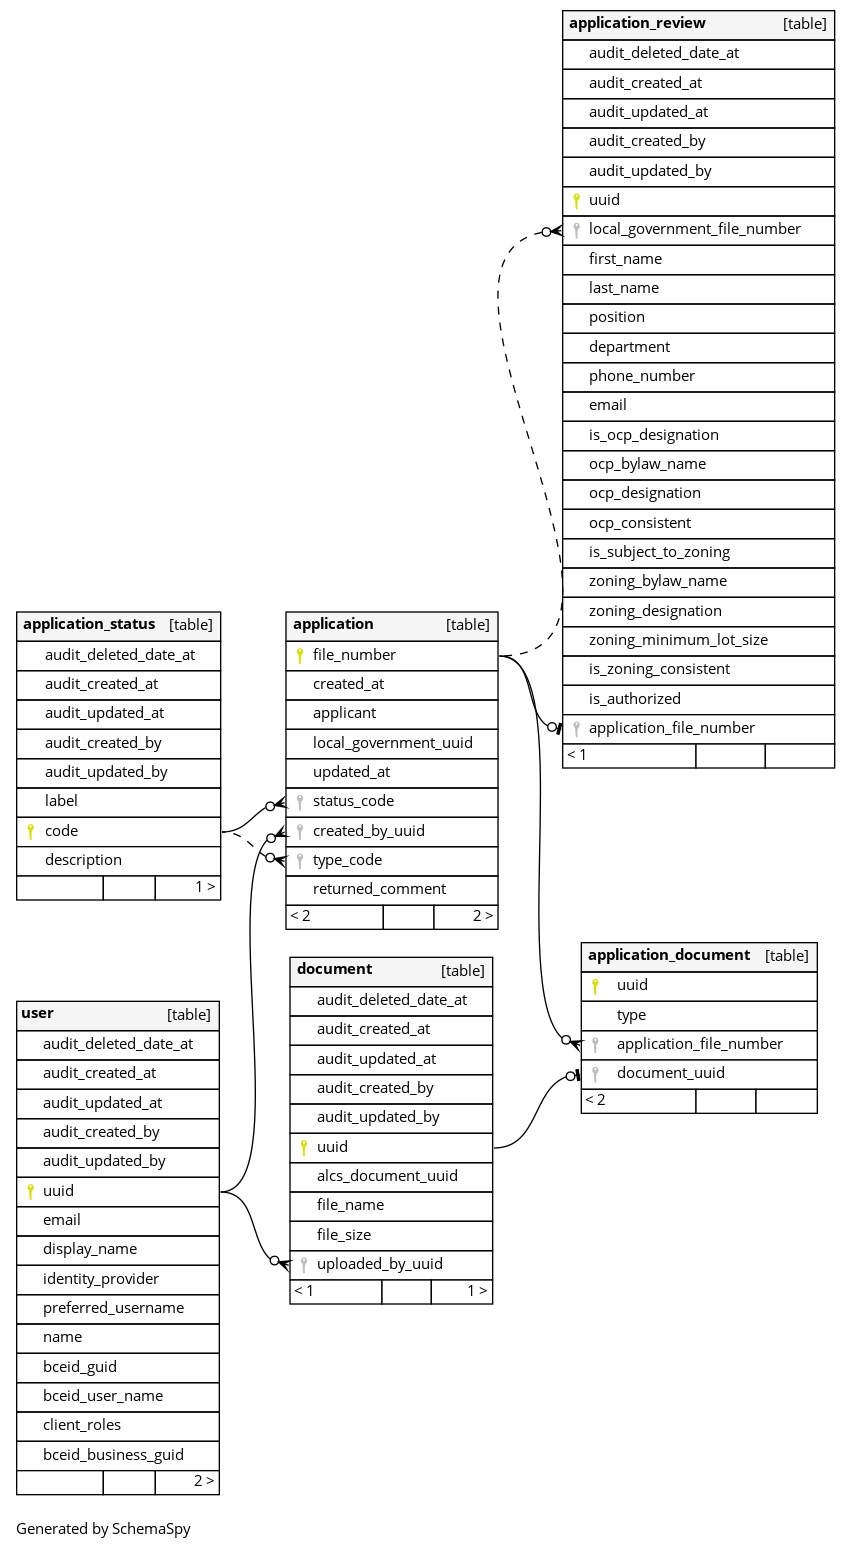 application_review [table]
audit_deleted_date_at
audit_created_at
audit_updated_at
audit_created_by
audit_updated_by
uuid
local_government_file_number
first_name
last_name
position
department
phone_number
email
is_ocp_designation
ocp_bylaw_name
ocp_designation
ocp_consistent
is_subject_to_zoning
zoning_bylaw_name
zoning_designation
zoning_minimum_lot_size
is_zoning_consistent
is_authorized
application_file_number
< 1
application_status [table]
audit_deleted_date_at
audit_created_at
audit_updated_at
audit_created_by
audit_updated_by
label
code
description
1 >
application [table]
file_number
created_at
applicant
local_government_uuid
updated_at
status_code
created_by_uuid
type_code
returned_comment
< 2 2 >
application_document [table]
uuid
type
application_file_number
document_uuid
< 2
document [table]
audit_deleted_date_at
audit_created_at
audit_updated_at
audit_created_by
audit_updated_by
uuid
alcs_document_uuid
file_name
file_size
uploaded_by_uuid
< 1 1 >
user [table]
audit_deleted_date_at
audit_created_at
audit_updated_at
audit_created_by
audit_updated_by
uuid
email
display_name
identity_provider
preferred_username
name
bceid_guid
bceid_user_name
client_roles
bceid_business_guid
2 >
Generated by SchemaSpy